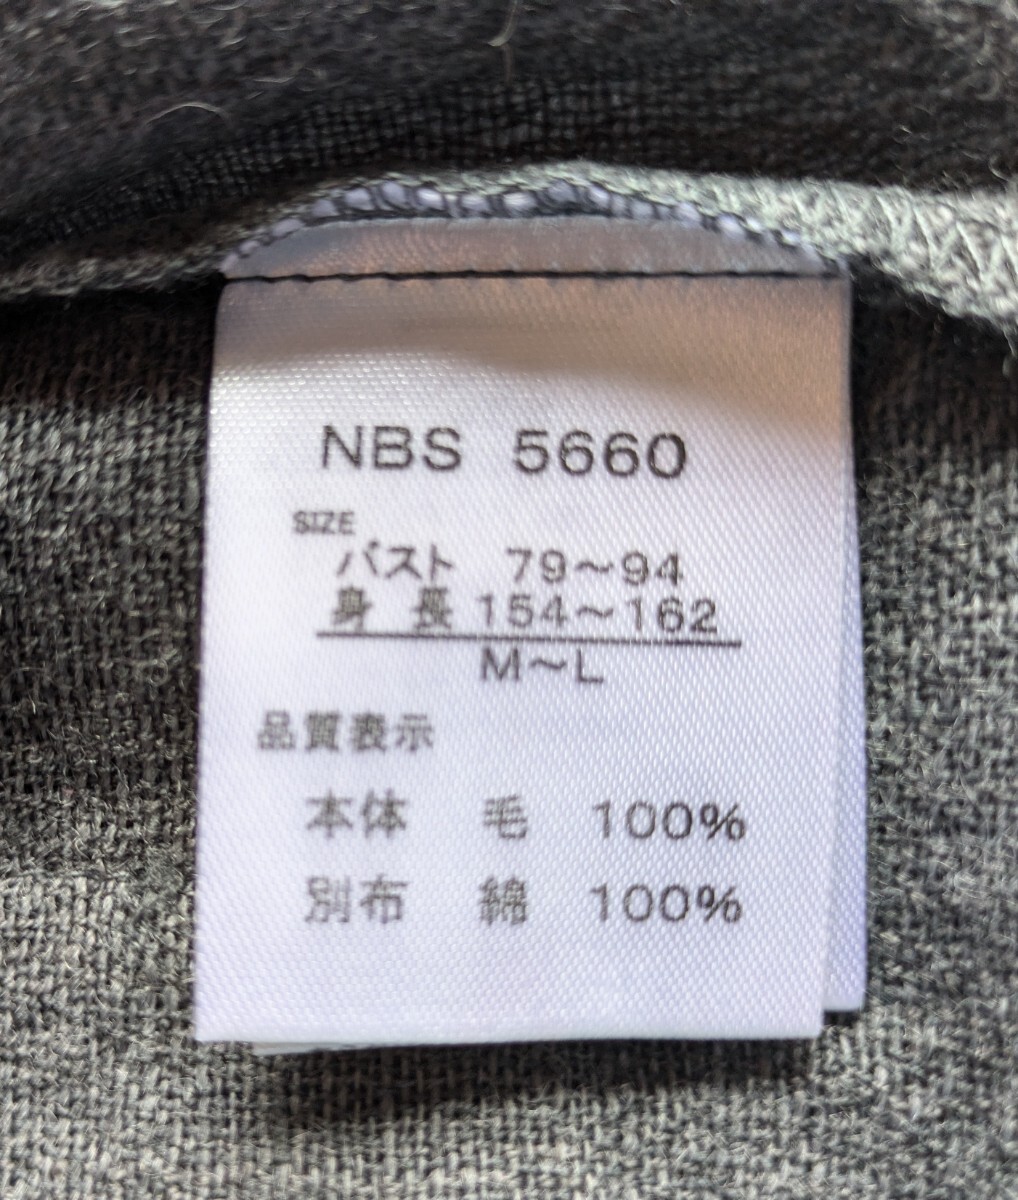 NBS 5660
SIZE
バスト 79〜94
身長 154〜162
M〜L
品質表示
本体 毛 100%
別布 綿 100%